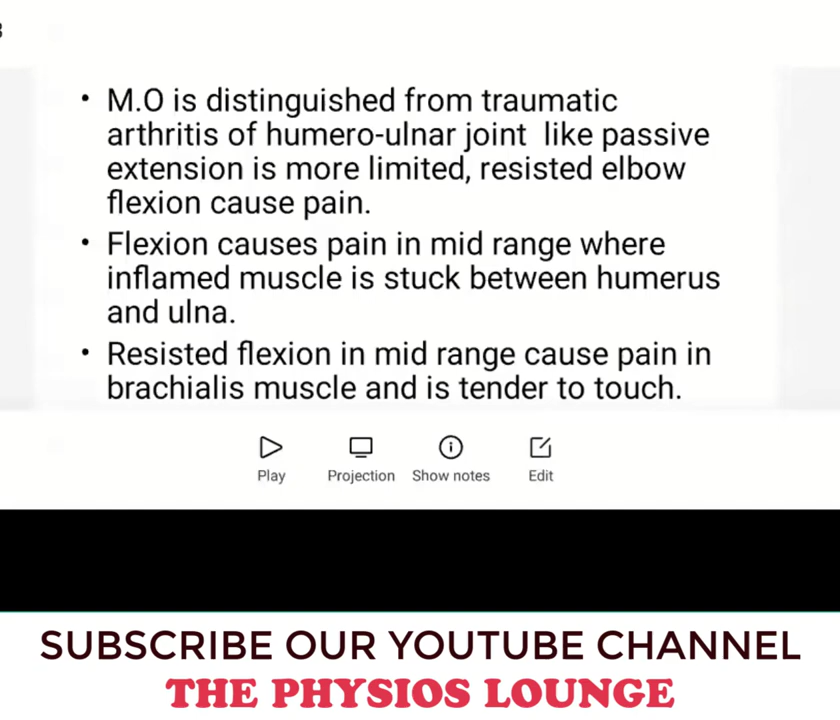 • M.O is distinguished from traumatic
arthritis of humero-ulnar joint like passive
extension is more limited, resisted elbow
flexion cause pain.
• Flexion causes pain in mid range where
inflamed muscle is stuck between humerus
and ulna.
• Resisted flexion in mid range cause pain in
brachialis muscle and is tender to touch.
Play Projection Show notes Edit
SUBSCRIBE OUR YOUTUBE CHANNEL
THE PHYSIOS LOUNGE